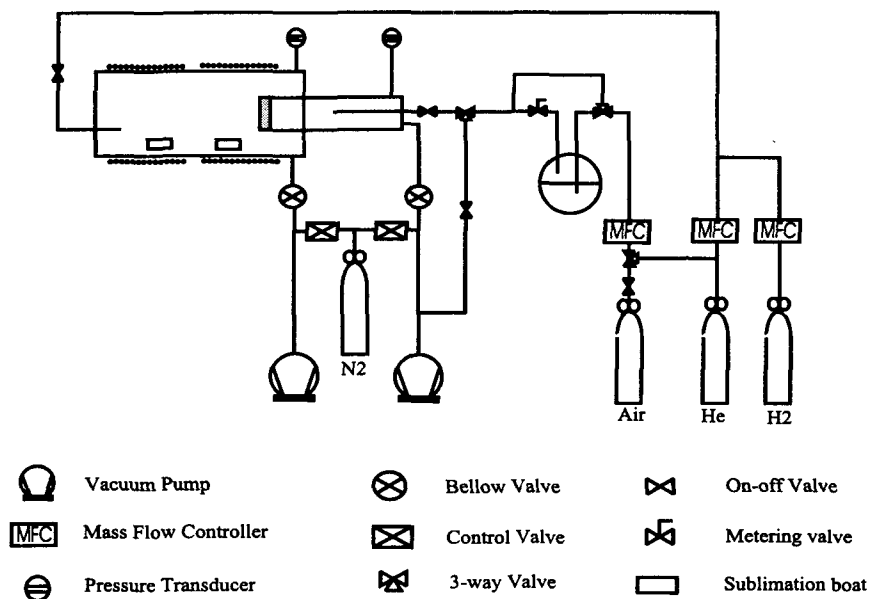 MFC
MFC
MFC
N2
Air
He
H2
Vacuum Pump
Bellow Valve
On-off Valve
MFC
Mass Flow Controller
Control Valve
Metering valve
Pressure Transducer
3-way Valve
Sublimation boat